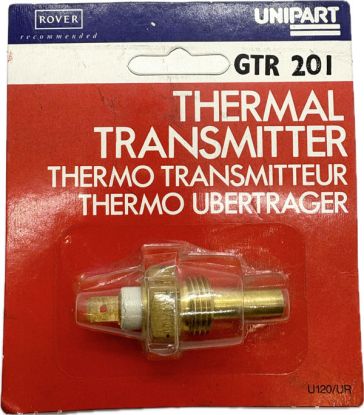 ROVER
recommended
UNIPART
GTR 201
THERMAL
TRANSMITTER
THERMO TRANSMITTEUR
THERMO UBERTRAGER
U120/UR